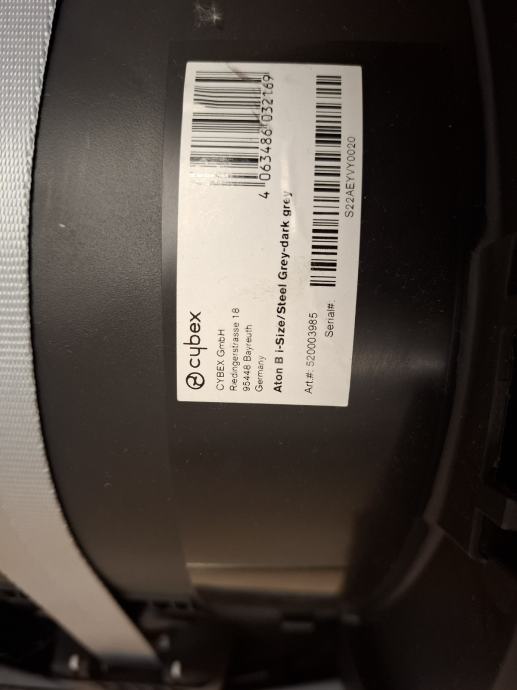 cybex
CYBEX GmbH
Riedingerstrasse 18
95448 Bayreuth
Germany
Aton B i-Size/Steel Grey-dark grey
Art.#: 520003985
Serial#:
4 063486 032169
S22AEYVY0020